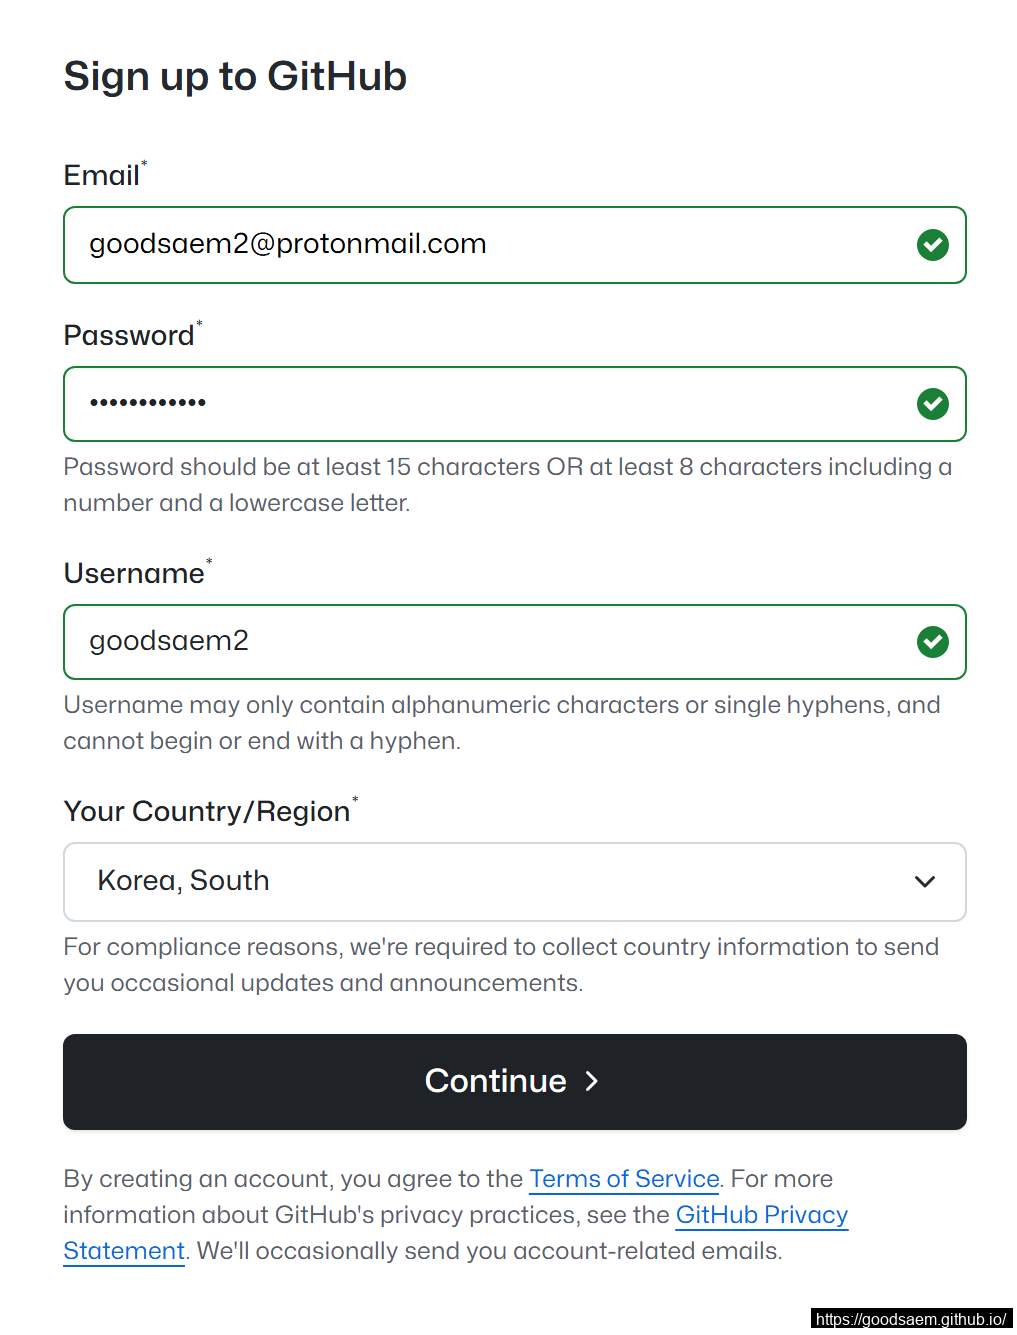 Sign up to GitHub
Email*
goodsaem2@protonmail.com
Password*
••••••••••••
Password should be at least 15 characters OR at least 8 characters including a
number and a lowercase letter.
Username*
goodsaem2
Username may only contain alphanumeric characters or single hyphens, and
cannot begin or end with a hyphen.
Your Country/Region*
Korea, South
For compliance reasons, we're required to collect country information to send
you occasional updates and announcements.
Continue >
By creating an account, you agree to the Terms of Service. For more
information about GitHub's privacy practices, see the GitHub Privacy
Statement. We'll occasionally send you account-related emails.
https://goodsaem.github.io/